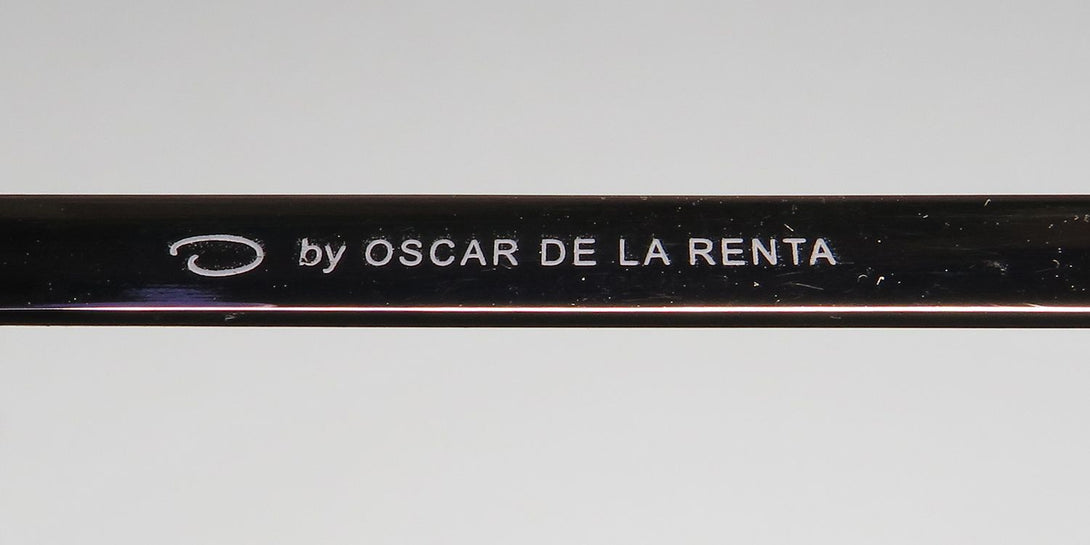 O by OSCAR DE LA RENTA